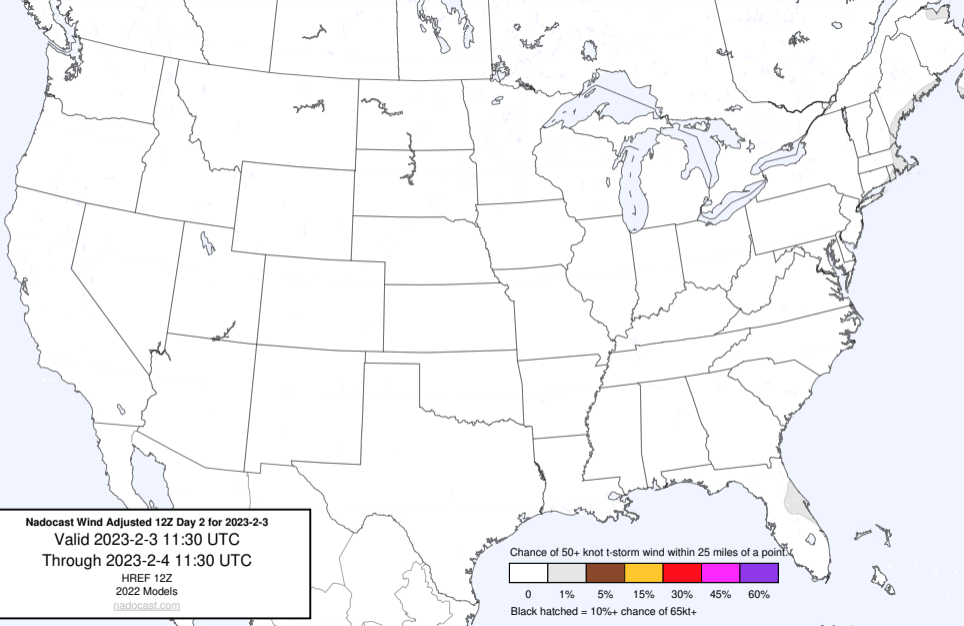 Nadocast Wind Adjusted 12Z Day 2 for 2023-2-3
Valid 2023-2-3 11:30 UTC
Through 2023-2-4 11:30 UTC
HREF 12Z
2022 Models
nadocast.com
Chance of 50+ knot t-storm wind within 25 miles of a point.
0 1% 5% 15% 30% 45% 60%
Black hatched = 10%+ chance of 65kt+